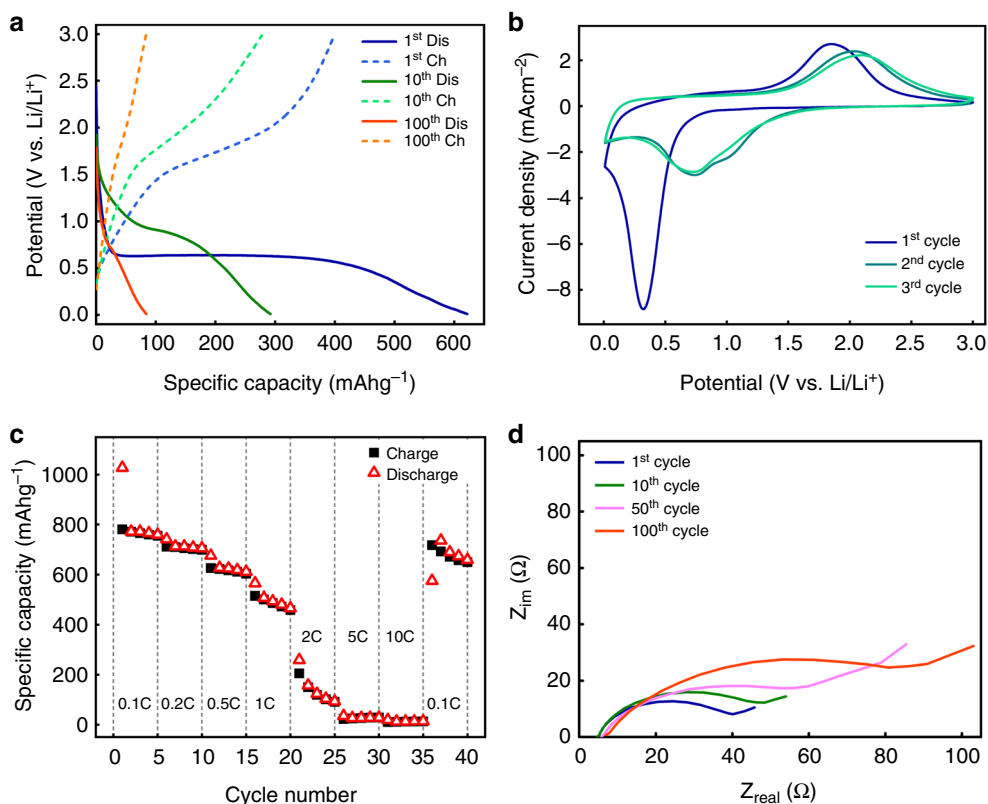 a
3.0
2.5
2.0
1.5
1.0
0.5
0.0
Potential (V vs. Li/Li⁺)
1ˢᵗ Dis
1ˢᵗ Ch
10ᵗʰ Dis
10ᵗʰ Ch
100ᵗʰ Dis
100ᵗʰ Ch
0 100 200 300 400 500 600
Specific capacity (mAhg⁻¹)
b
2
0
−2
−4
−6
−8
Current density (mAcm⁻²)
1ˢᵗ cycle
2ⁿᵈ cycle
3ʳᵈ cycle
0.0 0.5 1.0 1.5 2.0 2.5 3.0
Potential (V vs. Li/Li⁺)
c
1000
800
600
400
200
0
Specific capacity (mAhg⁻¹)
Charge
Discharge
2C 5C 10C
0.1C 0.2C 0.5C 1C 0.1C
0 5 10 15 20 25 30 35 40
Cycle number
d
100
80
60
40
20
0
Zᵢₘ (Ω)
1ˢᵗ cycle
10ᵗʰ cycle
50ᵗʰ cycle
100ᵗʰ cycle
0 20 40 60 80 100
Z_real (Ω)